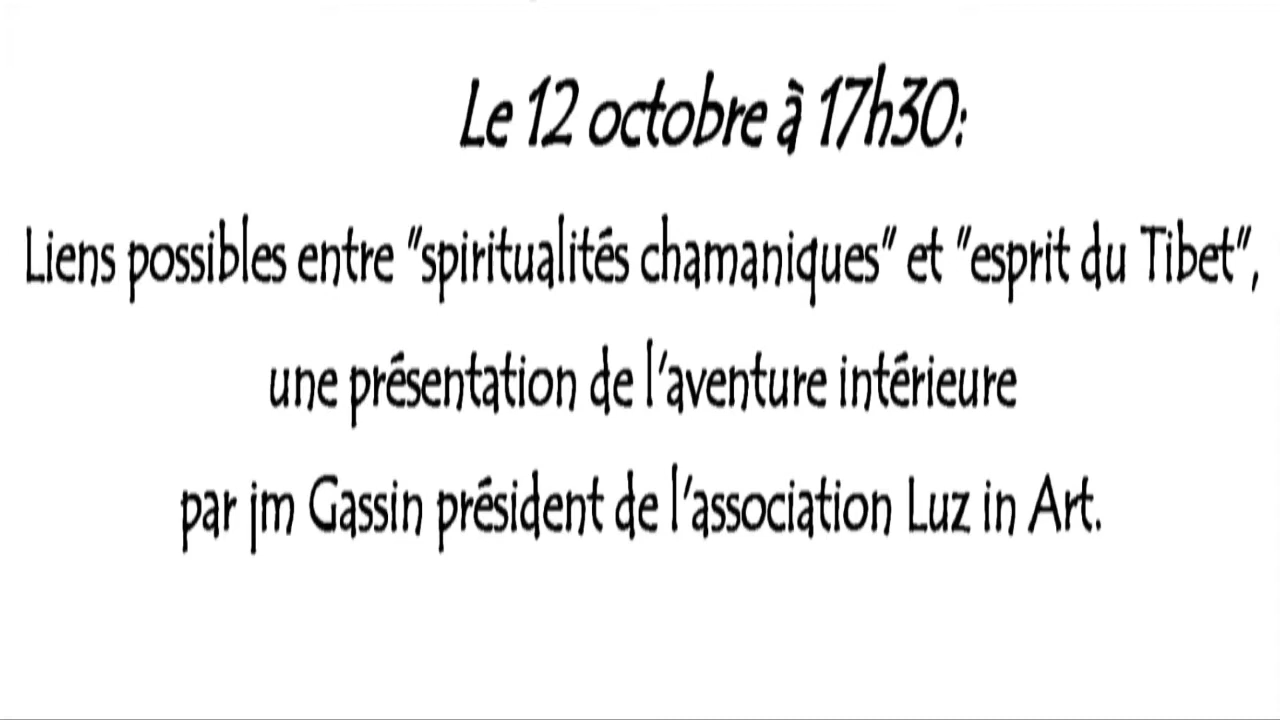 Le 12 octobre à 17h30:
Liens possibles entre "spiritualités chamaniques" et "esprit du Tibet",
une présentation de l'aventure intérieure
par jm Gassin président de l'association Luz in Art.